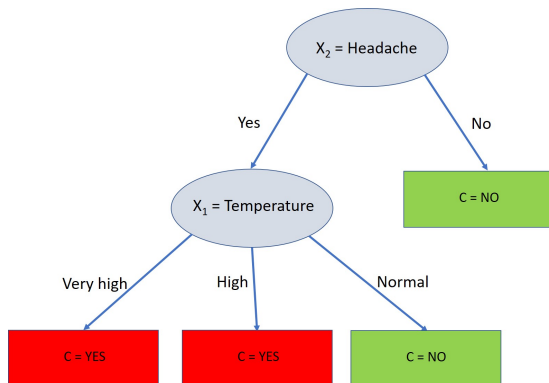 X₂ = Headache
Yes
No
X₁ = Temperature
C = NO
Very high
High
Normal
C = YES
C = YES
C = NO